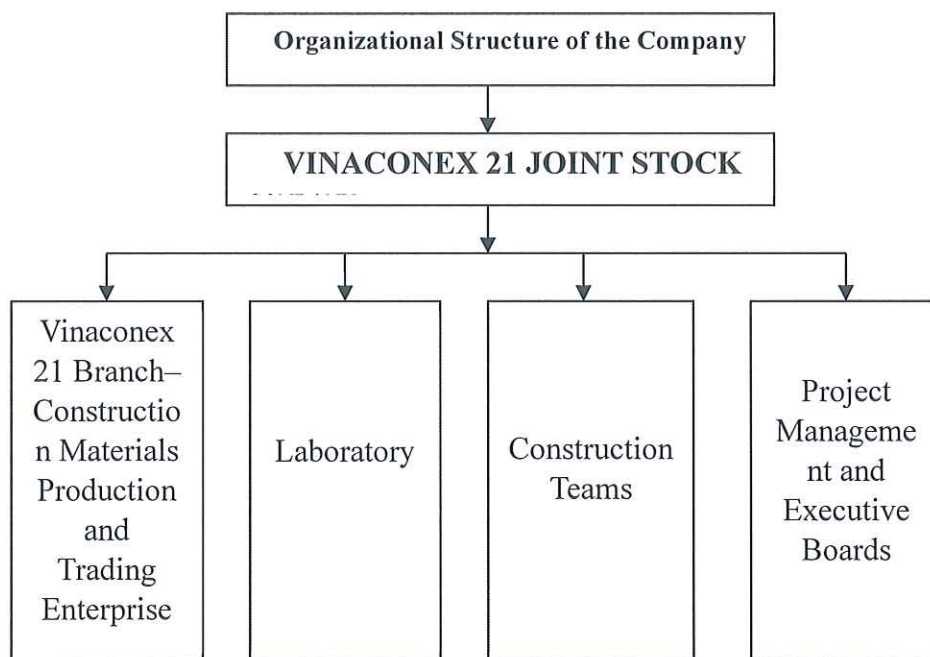 Organizational Structure of the Company
VINACONEX 21 JOINT STOCK
Vinaconex
21 Branch–
Constructio
n Materials
Production
and
Trading
Enterprise
Laboratory
Construction
Teams
Project
Manageme
nt and
Executive
Boards